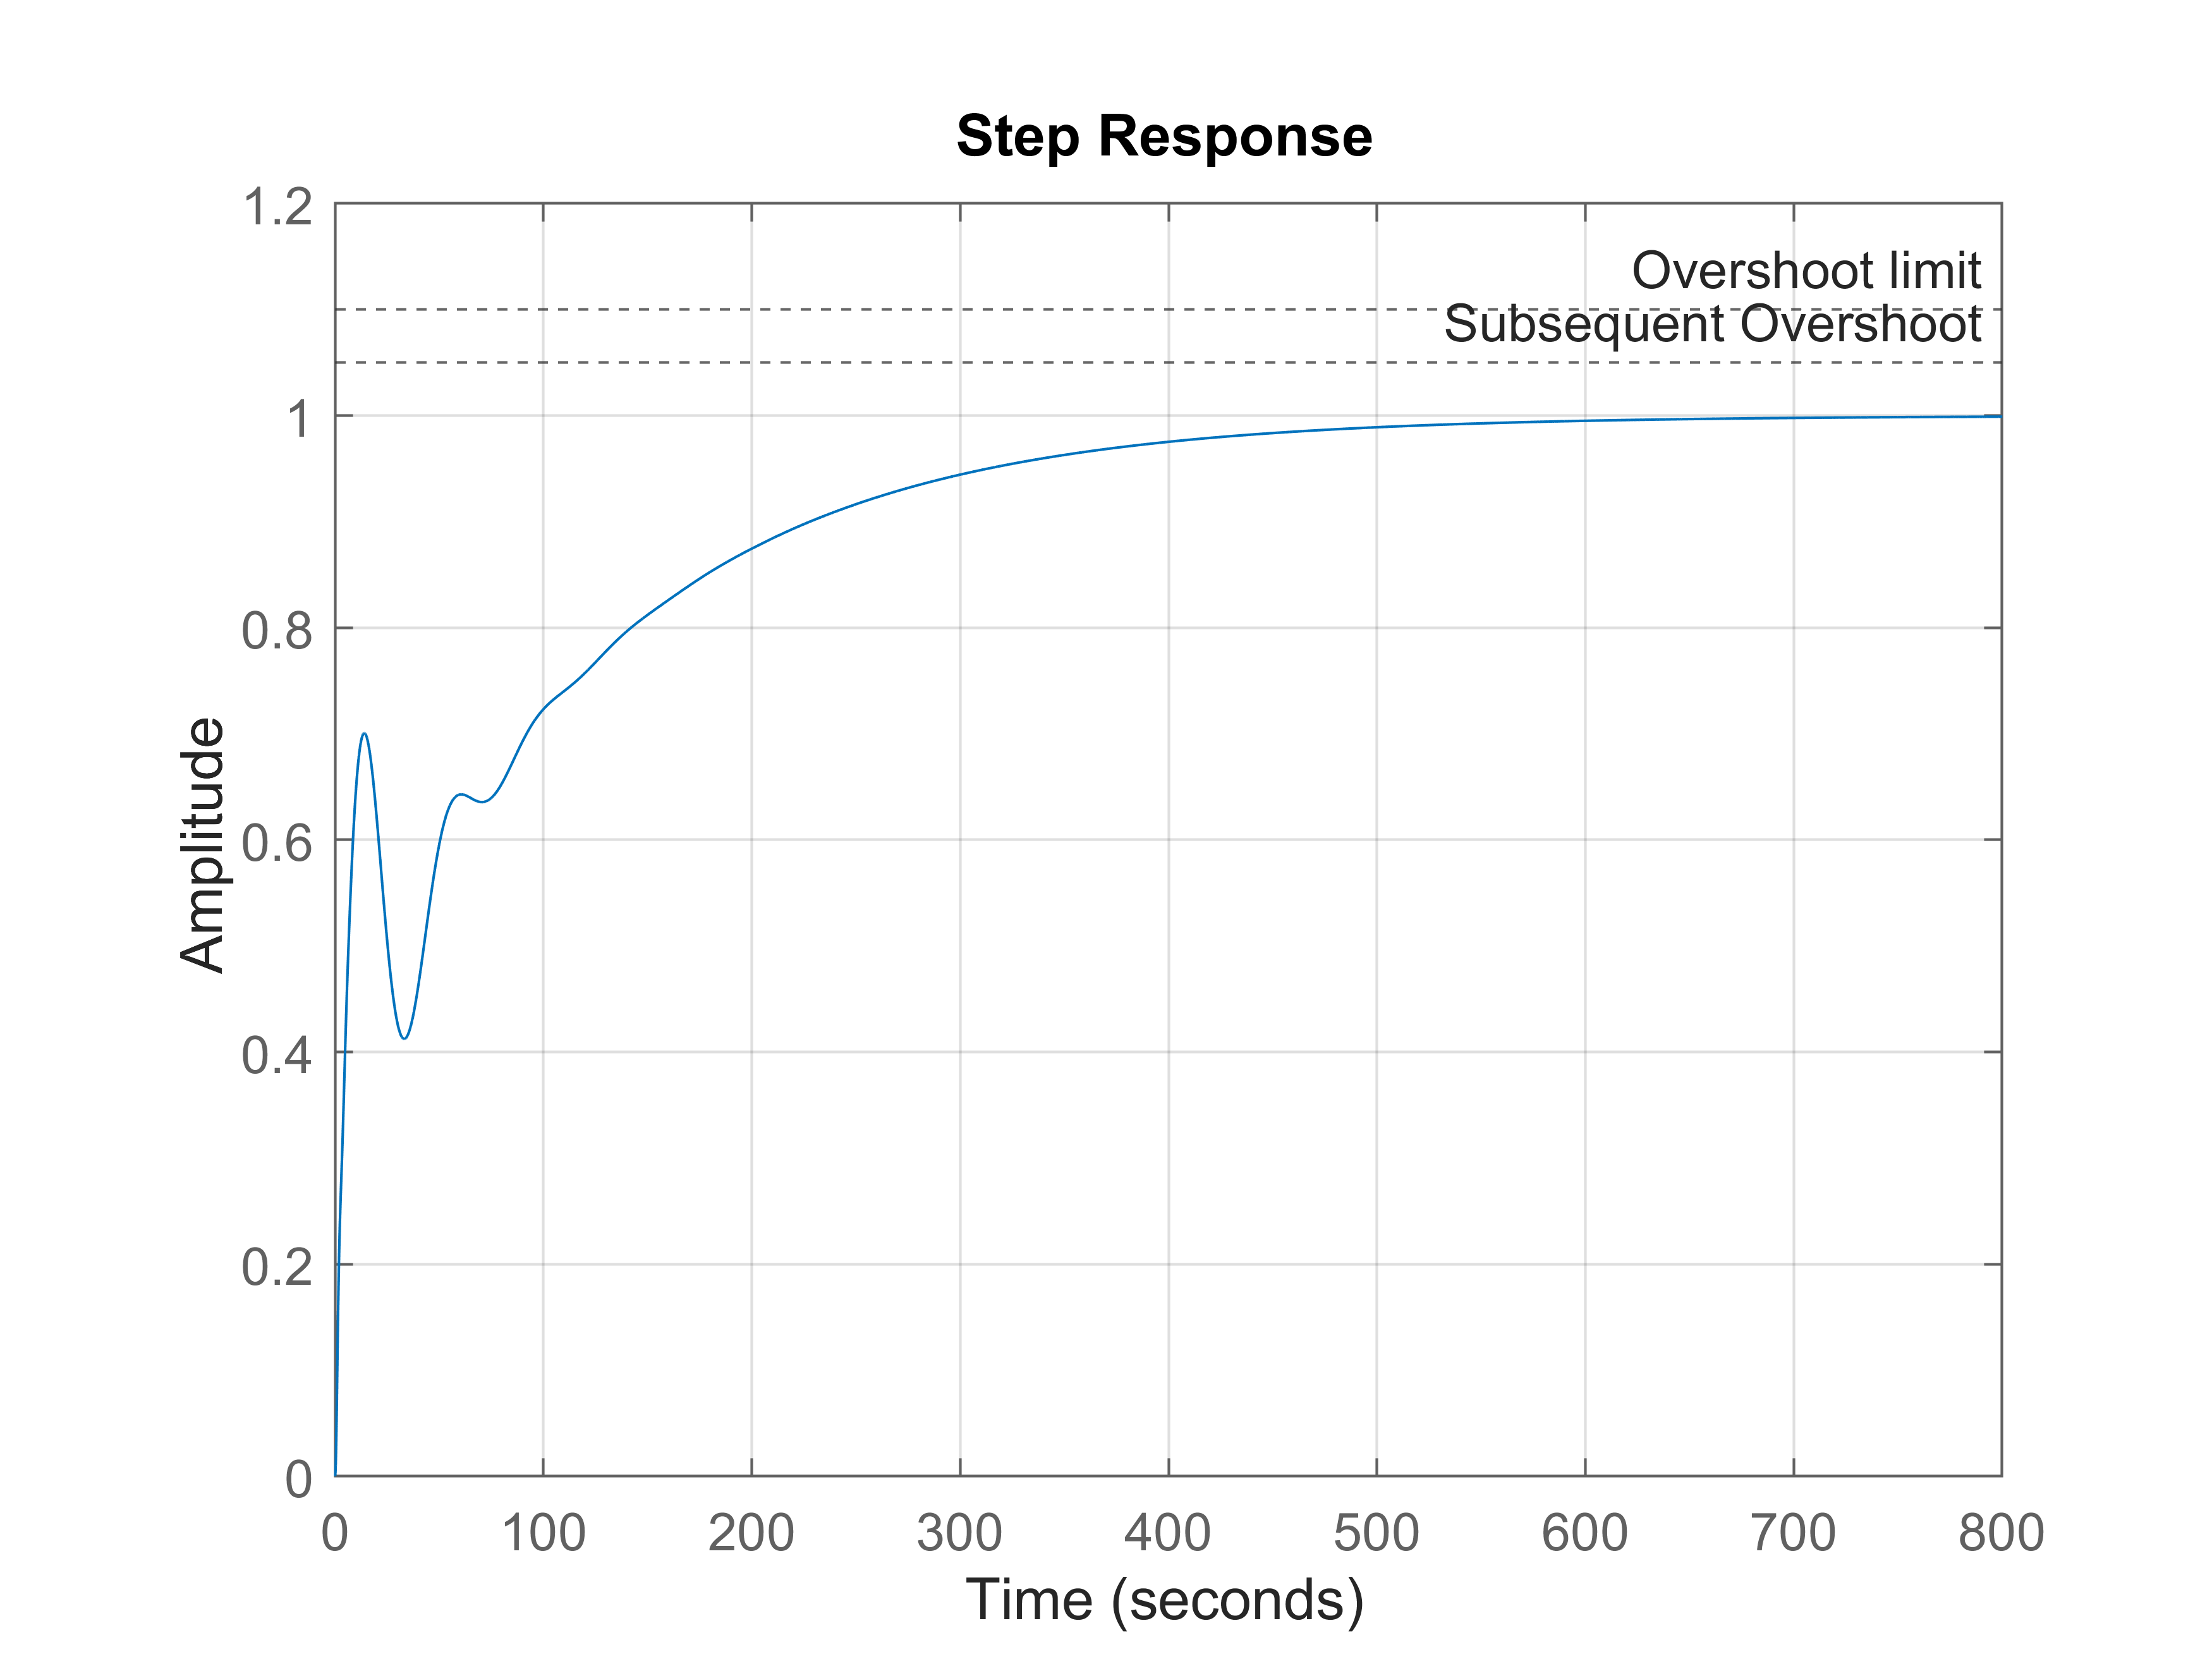 Step Response
1.2
Overshoot limit
Subsequent Overshoot
1
0.8
0.6
0.4
0.2
0
Amplitude
0 100 200 300 400 500 600 700 800
Time (seconds)